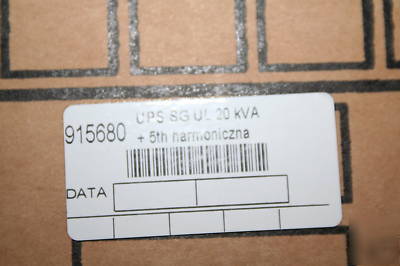 UPS SG UL 20 kVA
915680 + 5th harmoniczna
DATA